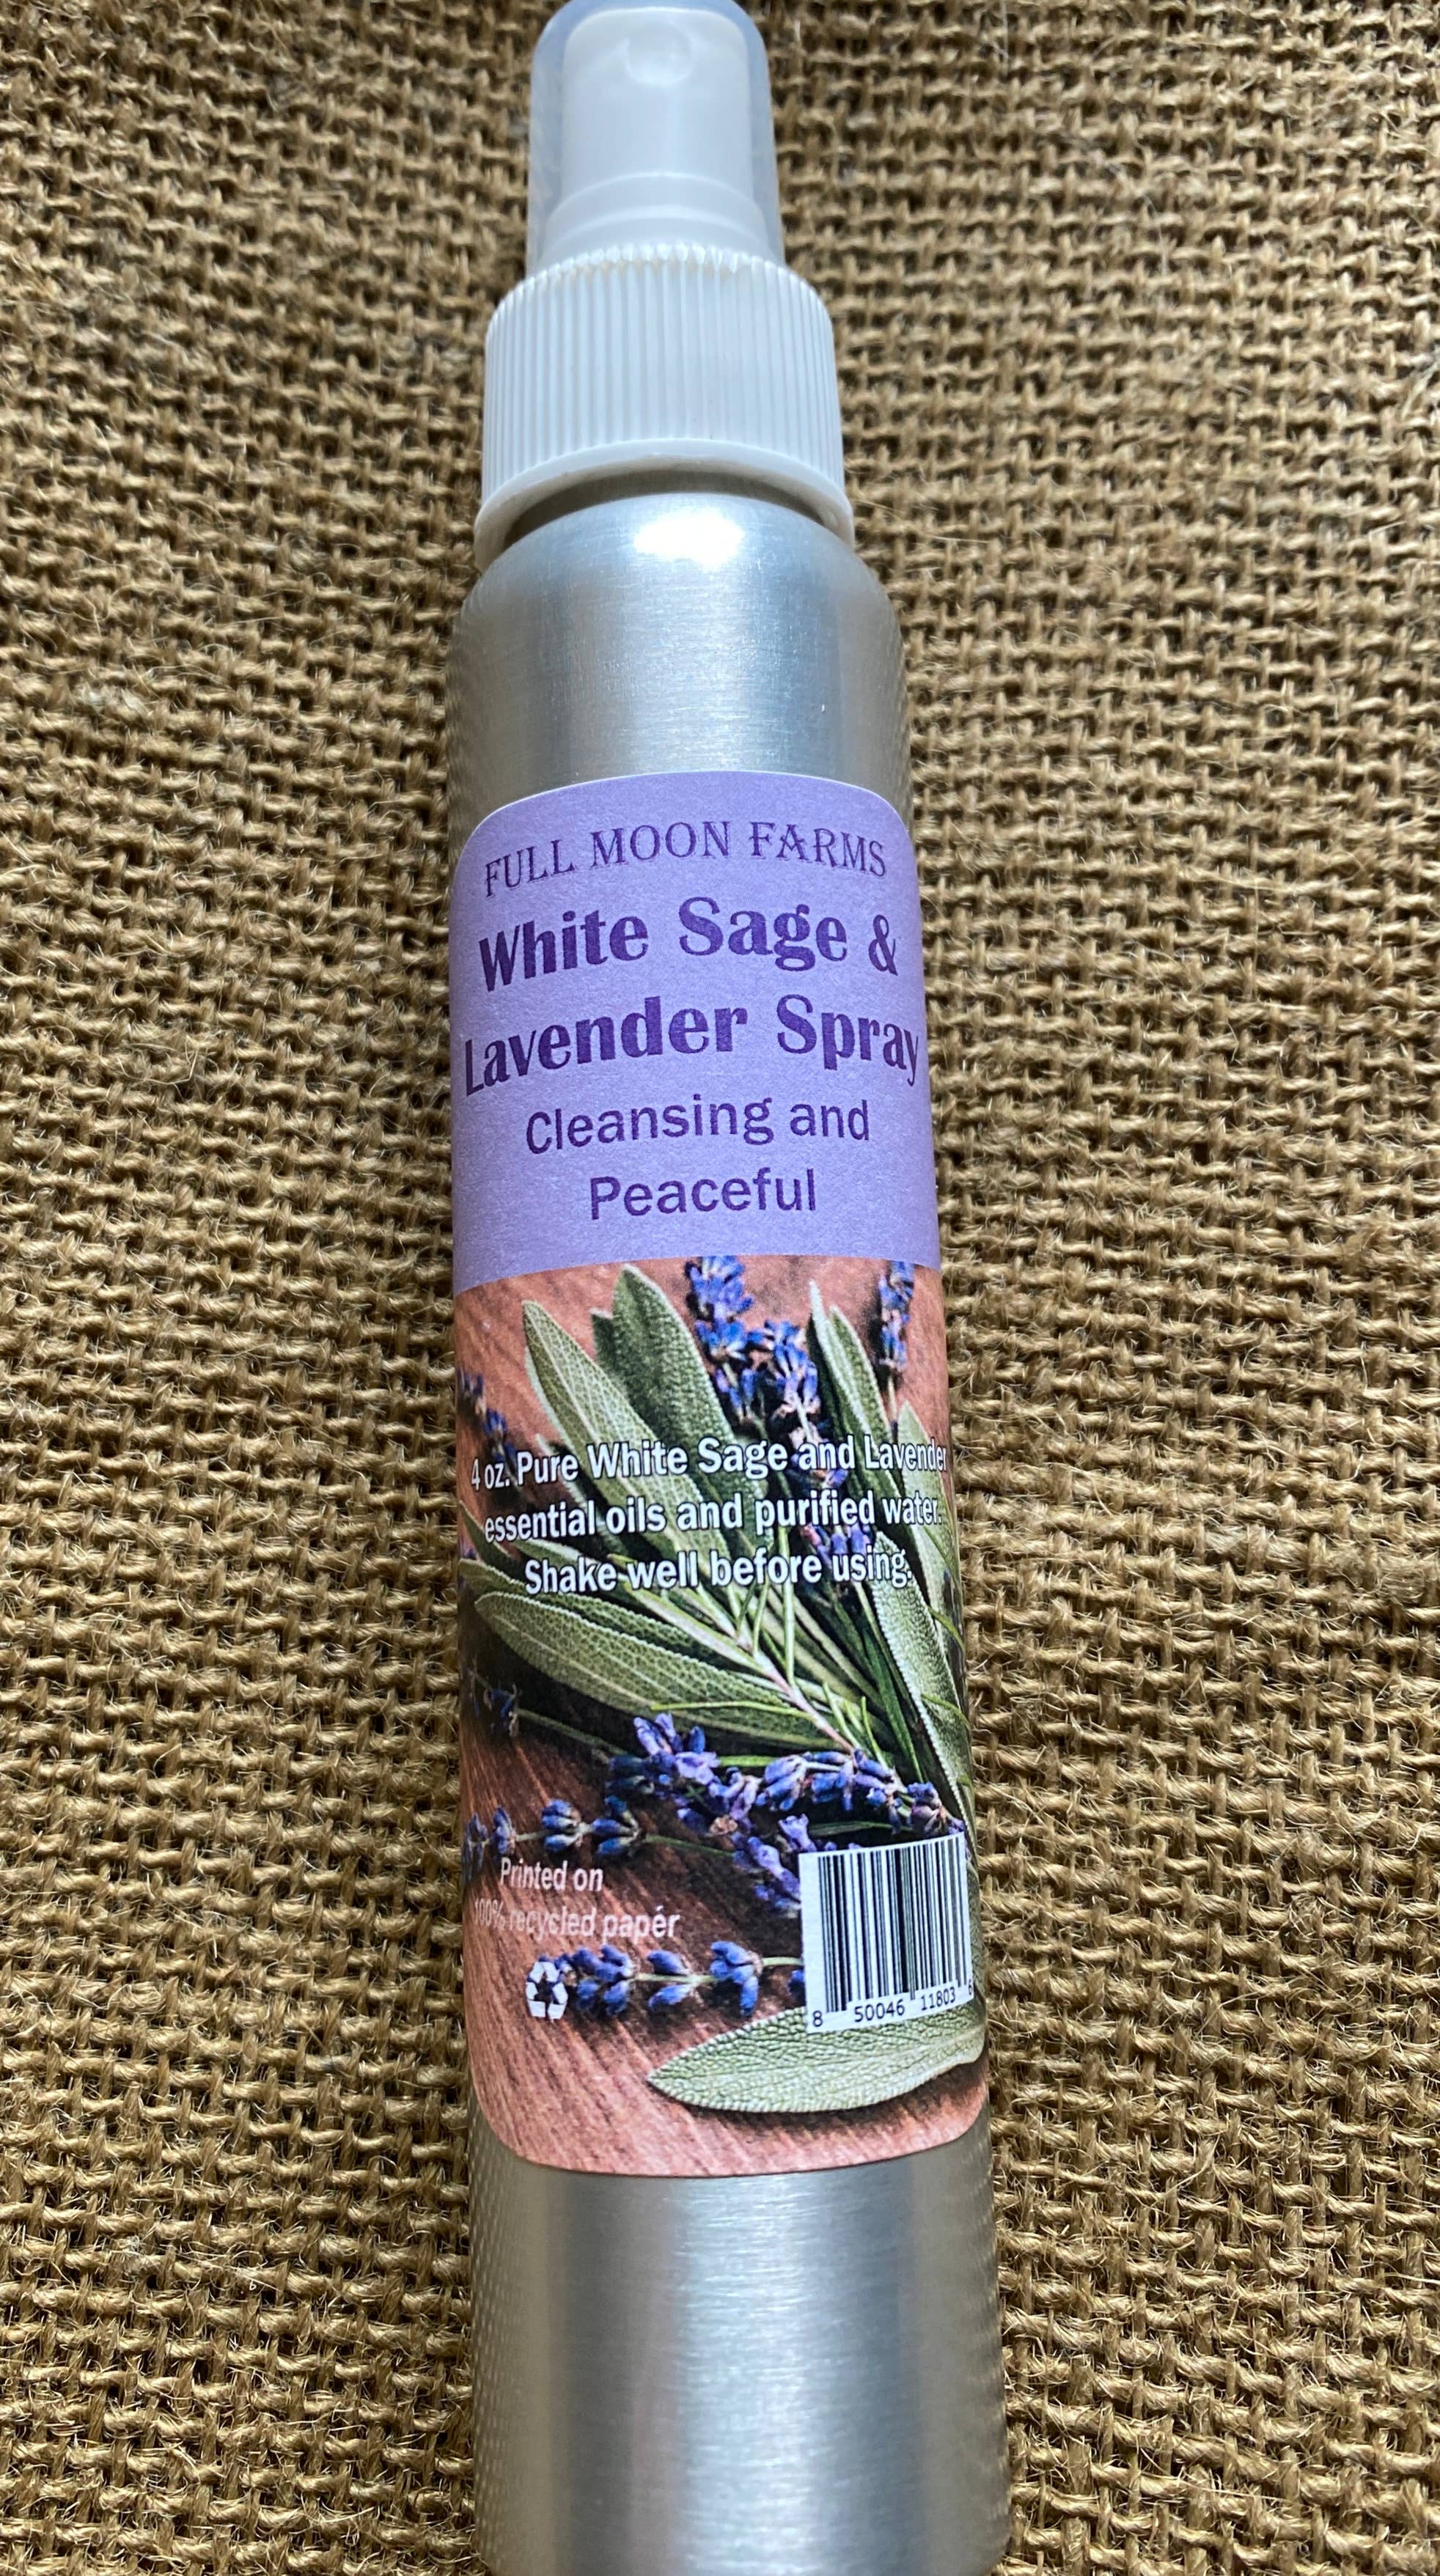 FULL MOON FARMS
White Sage &
Lavender Spray
Cleansing and
Peaceful
4 oz. Pure White Sage and Lavender
essential oils and purified water.
Shake well before using.
Printed on
100% recycled paper
8 50046 11803 6